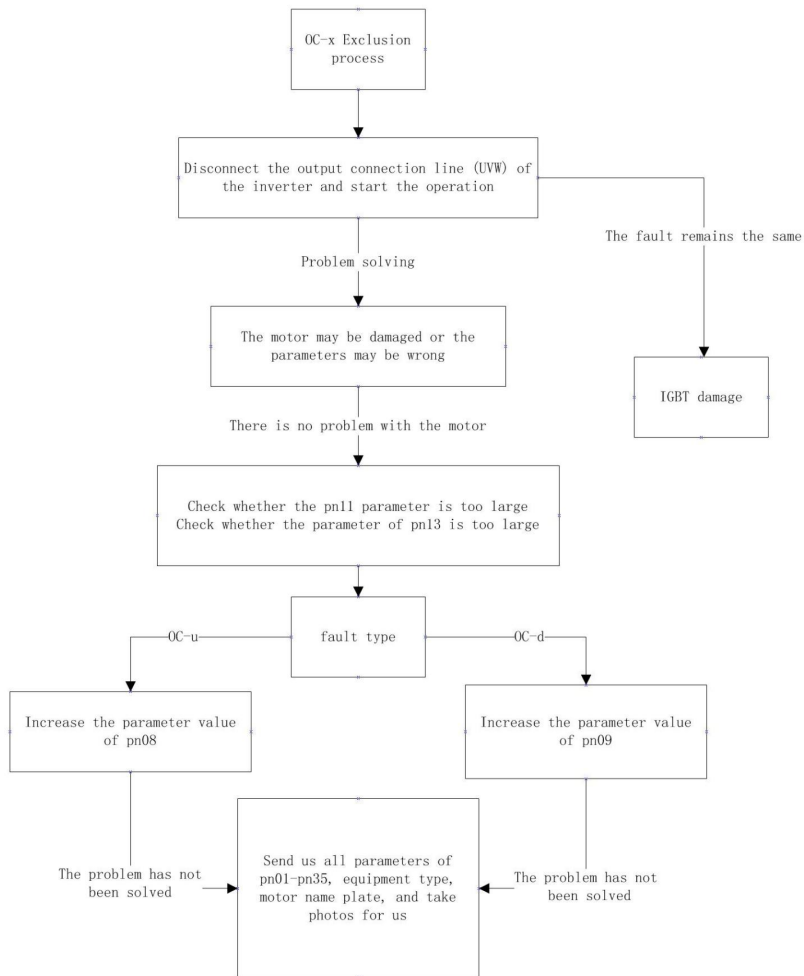 OC-x Exclusion
process
Disconnect the output connection line (UVW) of
the inverter and start the operation
The fault remains the same
Problem solving
The motor may be damaged or the
parameters may be wrong
IGBT damage
There is no problem with the motor
Check whether the pn11 parameter is too large
Check whether the parameter of pn13 is too large
fault type
OC-u
OC-d
Increase the parameter value
of pn08
Increase the parameter value
of pn09
The problem has not
been solved
Send us all parameters of
pn01-pn35, equipment type,
motor name plate, and take
photos for us
The problem has not
been solved